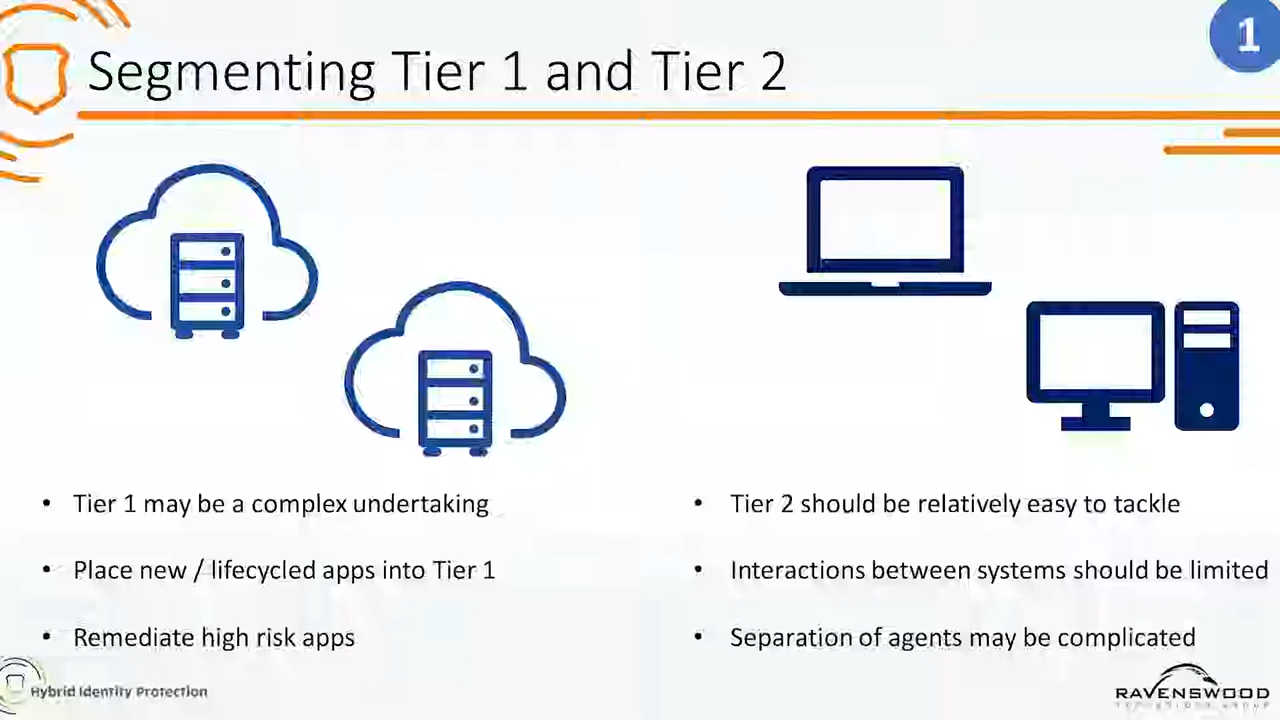 1
Segmenting Tier 1 and Tier 2
• Tier 1 may be a complex undertaking
• Place new / lifecycled apps into Tier 1
• Remediate high risk apps
• Tier 2 should be relatively easy to tackle
• Interactions between systems should be limited
• Separation of agents may be complicated
Hybrid Identity Protection
RAVENSWOOD